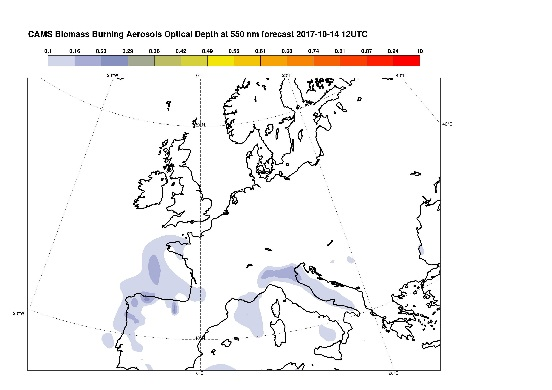 CAMS Biomass Burning Aerosols Optical Depth at 550 nm forecast 2017-10-14 12UTC
0.1 0.16 0.23 0.29 0.36 0.42 0.49 0.55 0.61 0.68 0.74 0.81 0.87 0.94 10